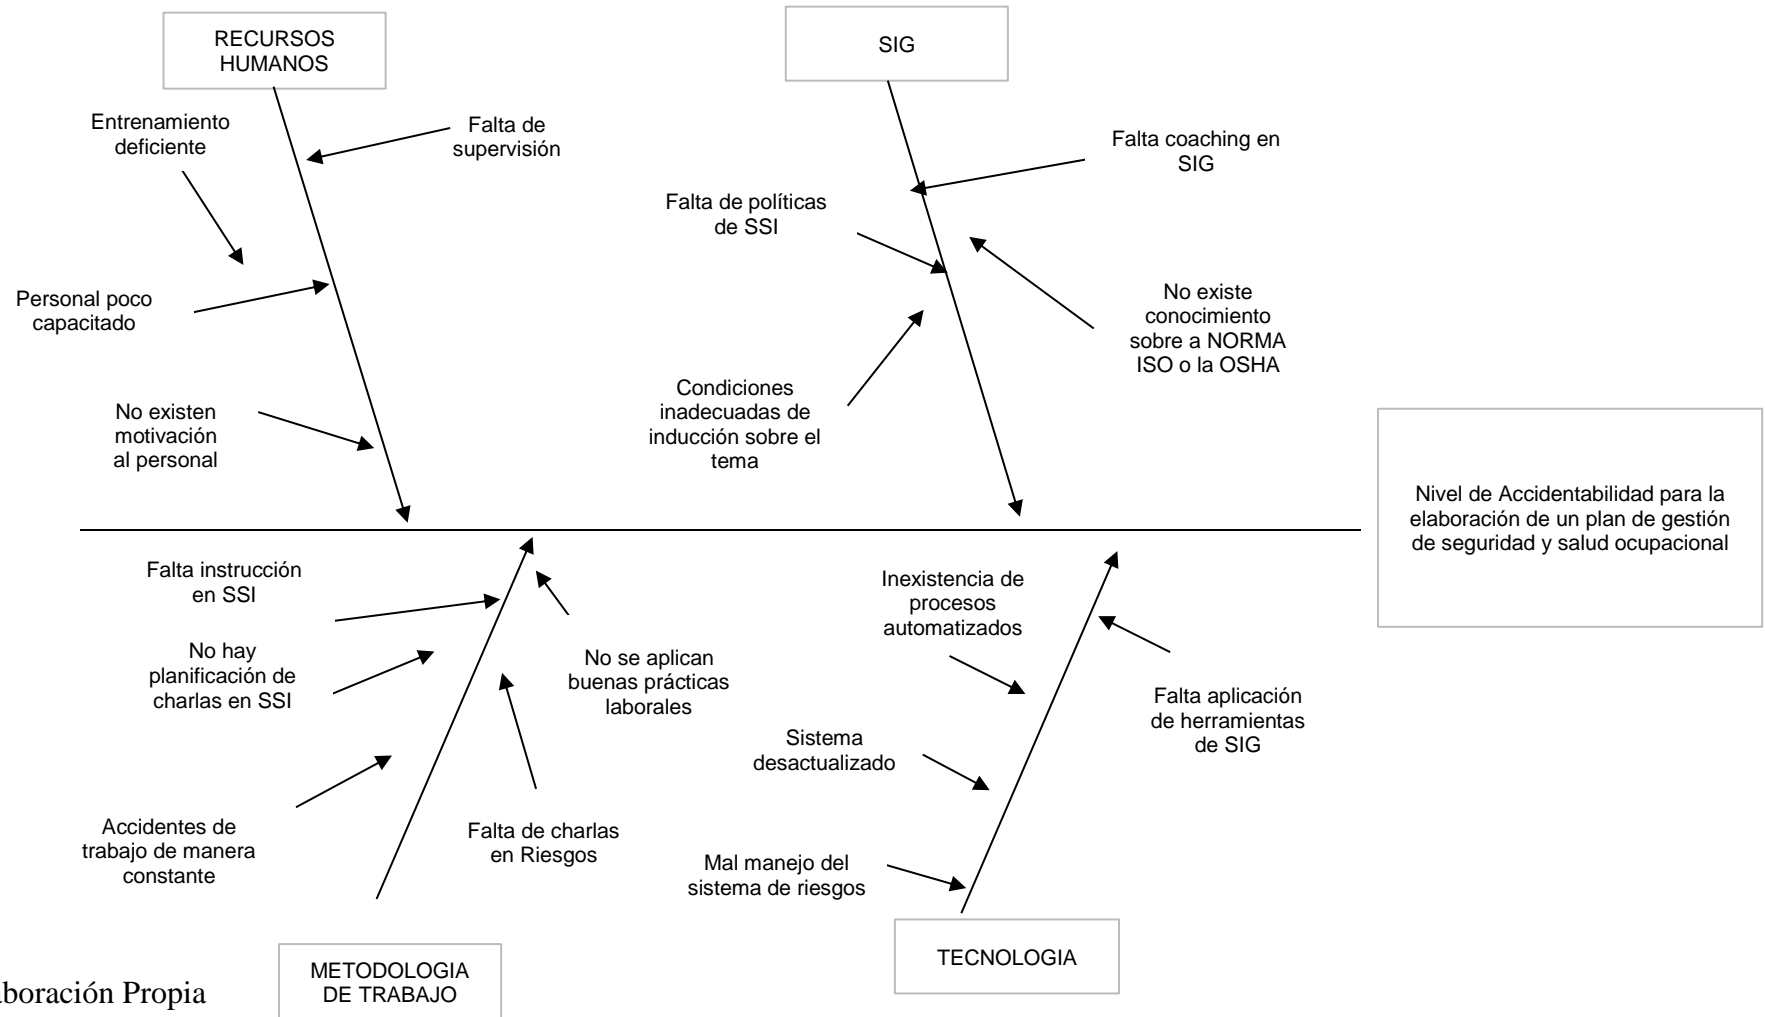 RECURSOS
HUMANOS
SIG
Entrenamiento
deficiente
Falta de
supervisión
Falta coaching en
SIG
Falta de políticas
de SSI
Personal poco
capacitado
No existe
conocimiento
sobre a NORMA
ISO o la OSHA
No existen
motivación
al personal
Condiciones
inadecuadas de
inducción sobre el
tema
Nivel de Accidentabilidad para la
elaboración de un plan de gestión
de seguridad y salud ocupacional
Falta instrucción
en SSI
No hay
planificación de
charlas en SSI
No se aplican
buenas prácticas
laborales
Inexistencia de
procesos
automatizados
Falta aplicación
de herramientas
de SIG
Sistema
desactualizado
Accidentes de
trabajo de manera
constante
Falta de charlas
en Riesgos
Mal manejo del
sistema de riesgos
METODOLOGIA
DE TRABAJO
TECNOLOGIA
boración Propia